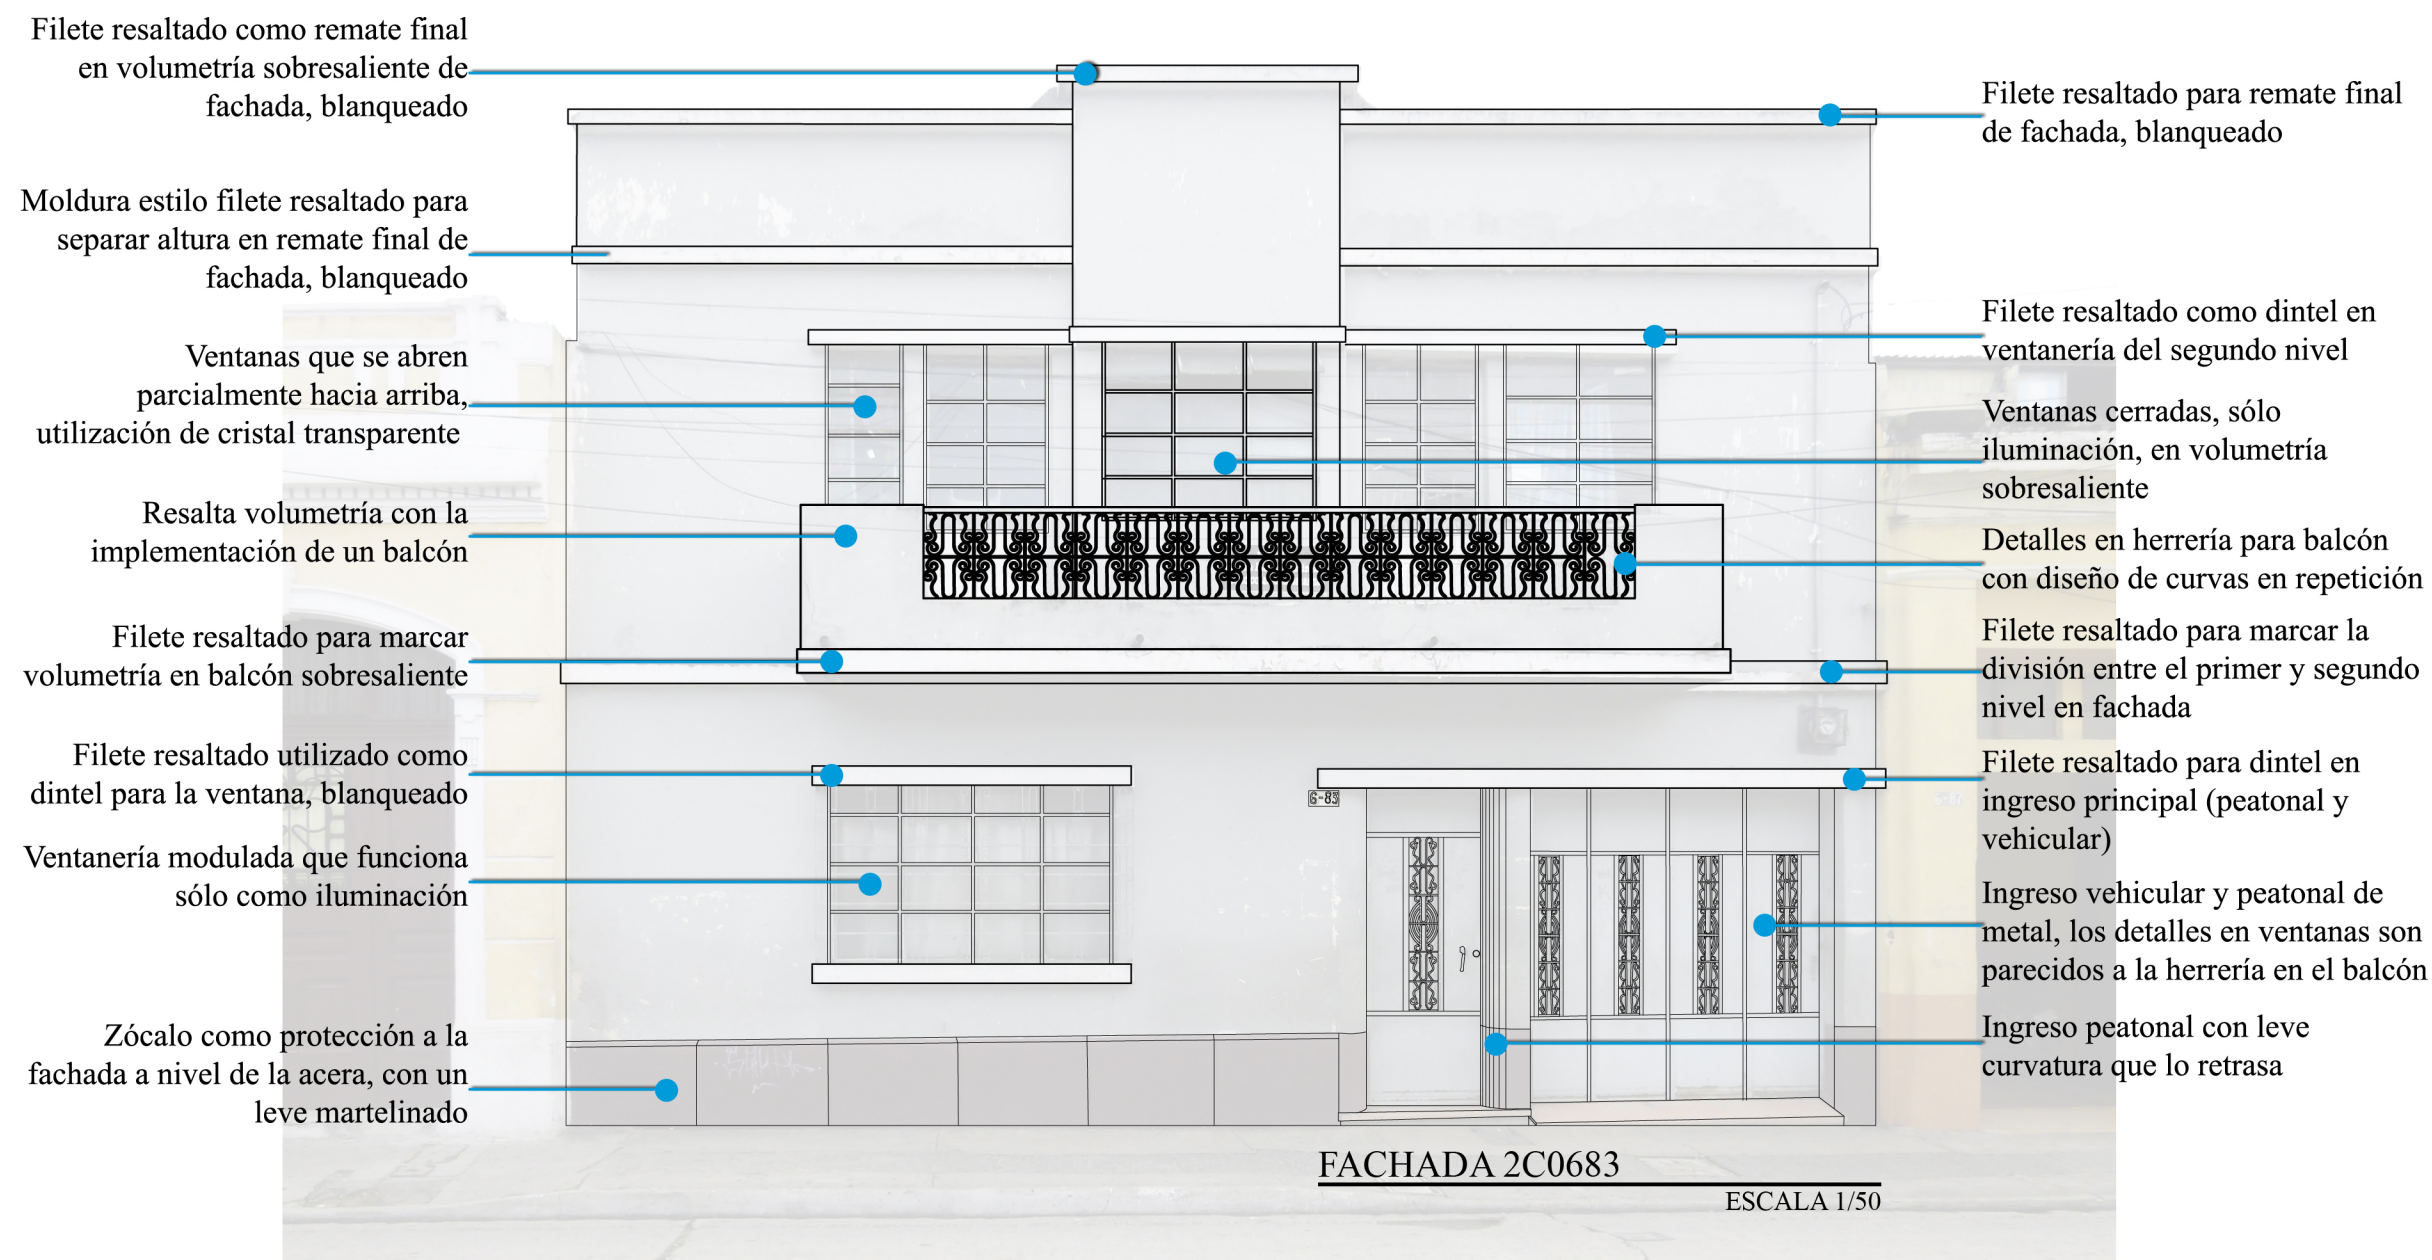 Filete resaltado como remate final
en volumetría sobresaliente de
fachada, blanqueado
Moldura estilo filete resaltado para
separar altura en remate final de
fachada, blanqueado
Ventanas que se abren
parcialmente hacia arriba,
utilización de cristal transparente
Resalta volumetría con la
implementación de un balcón
Filete resaltado para marcar
volumetría en balcón sobresaliente
Filete resaltado utilizado como
dintel para la ventana, blanqueado
Ventanería modulada que funciona
sólo como iluminación
Zócalo como protección a la
fachada a nivel de la acera, con un
leve martelinado
Filete resaltado para remate final
de fachada, blanqueado
Filete resaltado como dintel en
ventanería del segundo nivel
Ventanas cerradas, sólo
iluminación, en volumetría
sobresaliente
Detalles en herrería para balcón
con diseño de curvas en repetición
Filete resaltado para marcar la
división entre el primer y segundo
nivel en fachada
Filete resaltado para dintel en
ingreso principal (peatonal y
vehicular)
Ingreso vehicular y peatonal de
metal, los detalles en ventanas son
parecidos a la herrería en el balcón
Ingreso peatonal con leve
curvatura que lo retrasa
6-83
FACHADA 2C0683
ESCALA 1/50